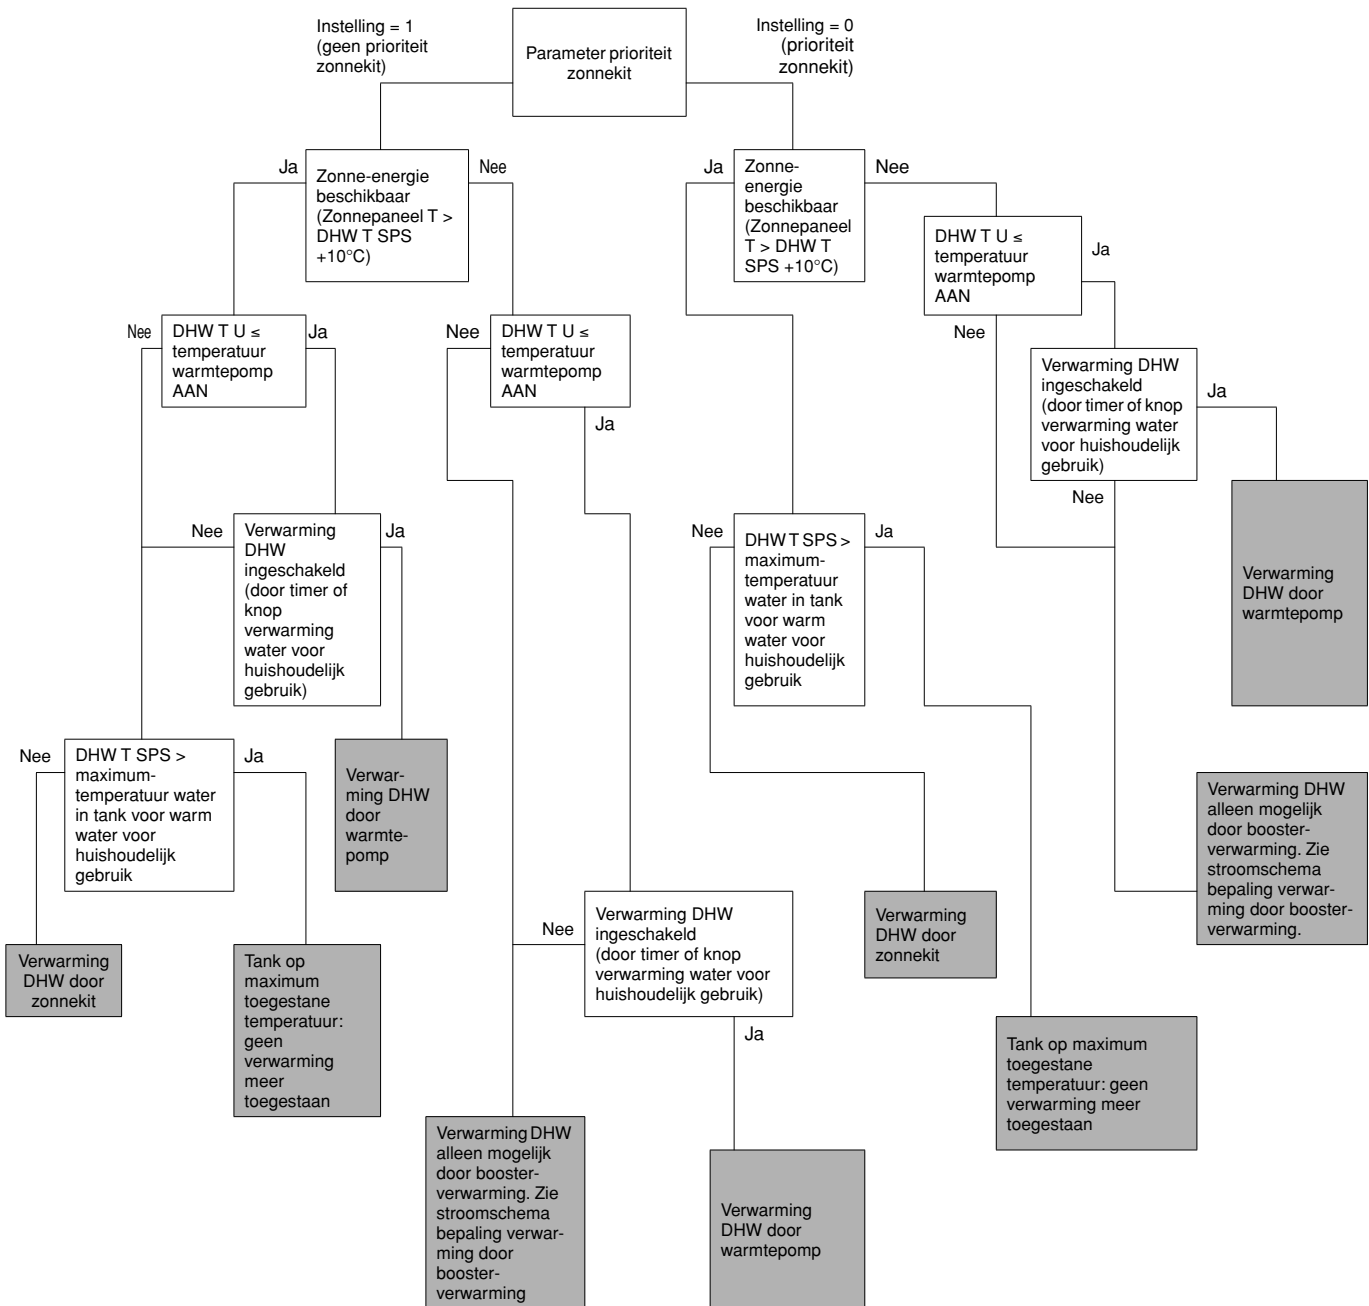 Instelling = 1
(geen prioriteit
zonnekit)
Parameter prioriteit
zonnekit
Instelling = 0
(prioriteit
zonnekit)
Ja
Zonne-energie
beschikbaar
(Zonnepaneel T >
DHW T SPS
+10°C)
Nee
Ja
Zonne-
energie
beschikbaar
(Zonnepaneel
T > DHW T
SPS +10°C)
Nee
DHW T U ≤
temperatuur
warmtepomp
AAN
Ja
Nee
Nee
DHW T U ≤
temperatuur
warmtepomp
AAN
Ja
Nee
DHW T U ≤
temperatuur
warmtepomp
AAN
Ja
Verwarming DHW
ingeschakeld
(door timer of knop
verwarming water
voor huishoudelijk
gebruik)
Ja
Nee
Nee
Verwarming
DHW
ingeschakeld
(door timer of
knop
verwarming
water voor
huishoudelijk
gebruik)
Ja
Nee
DHW T SPS >
maximum-
temperatuur
water in tank
voor warm
water voor
huishoudelijk
gebruik
Ja
Verwarming
DHW door
warmtepomp
Nee
DHW T SPS >
maximum-
temperatuur water
in tank voor warm
water voor
huishoudelijk
gebruik
Ja
Verwar-
ming DHW
door
warmte-
pomp
Verwarming DHW
alleen mogelijk
door booster-
verwarming. Zie
stroomschema
bepaling verwar-
ming door booster-
verwarming.
Nee
Verwarming DHW
ingeschakeld
(door timer of knop
verwarming water voor
huishoudelijk gebruik)
Ja
Verwarming
DHW door
zonnekit
Verwarming
DHW door
zonnekit
Tank op
maximum
toegestane
temperatuur:
geen
verwarming
meer
toegestaan
Tank op maximum
toegestane
temperatuur: geen
verwarming meer
toegestaan
Verwarming DHW
alleen mogelijk
door booster-
verwarming. Zie
stroomschema
bepaling verwar-
ming door
booster-
verwarming
Verwarming
DHW door
warmtepomp